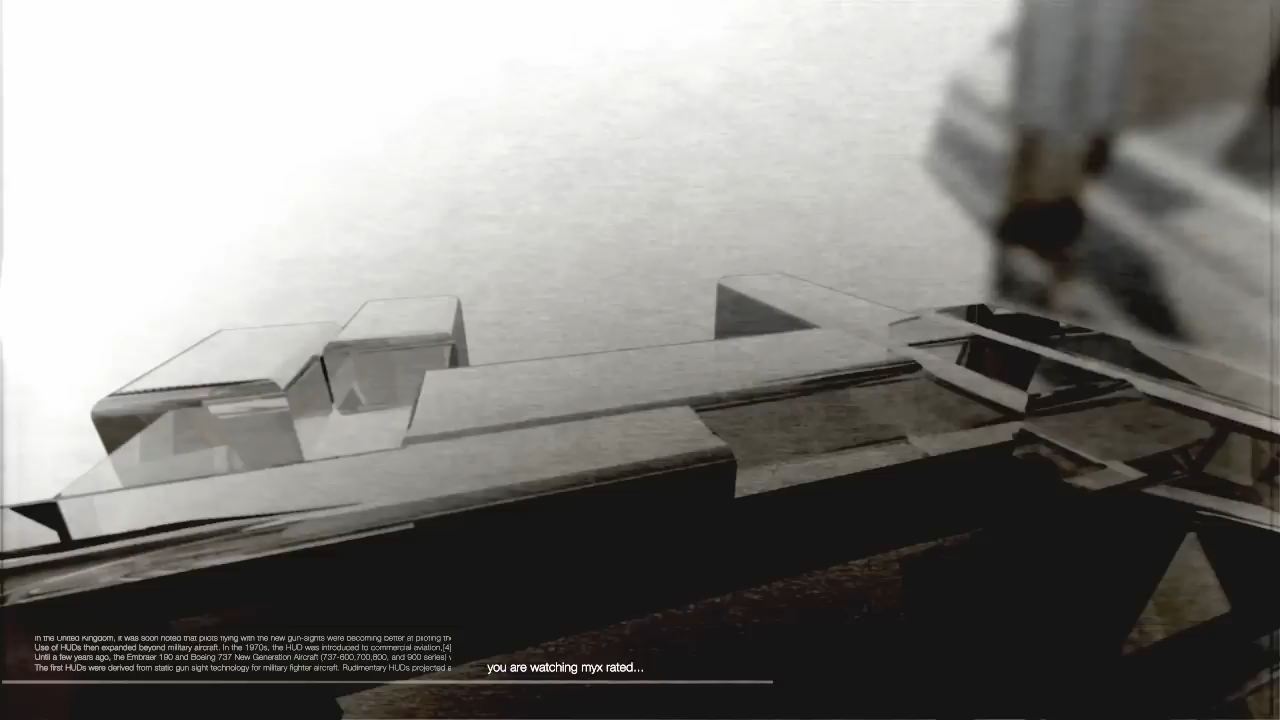 In the United Kingdom, it was soon noted that pilots flying with the new gun-sights were becoming better at piloting
Use of HUDs then expanded beyond military aircraft. In the 1970s, the HUD was introduced to commercial aviation,[4]
Until a few years ago, the Embraer 190 and Boeing 737 New Generation Aircraft (737-600,700,800, and 900 series)
The first HUDs were derived from static gun sight technology for military fighter aircraft. Rudimentary HUDs projected
you are watching myx rated...